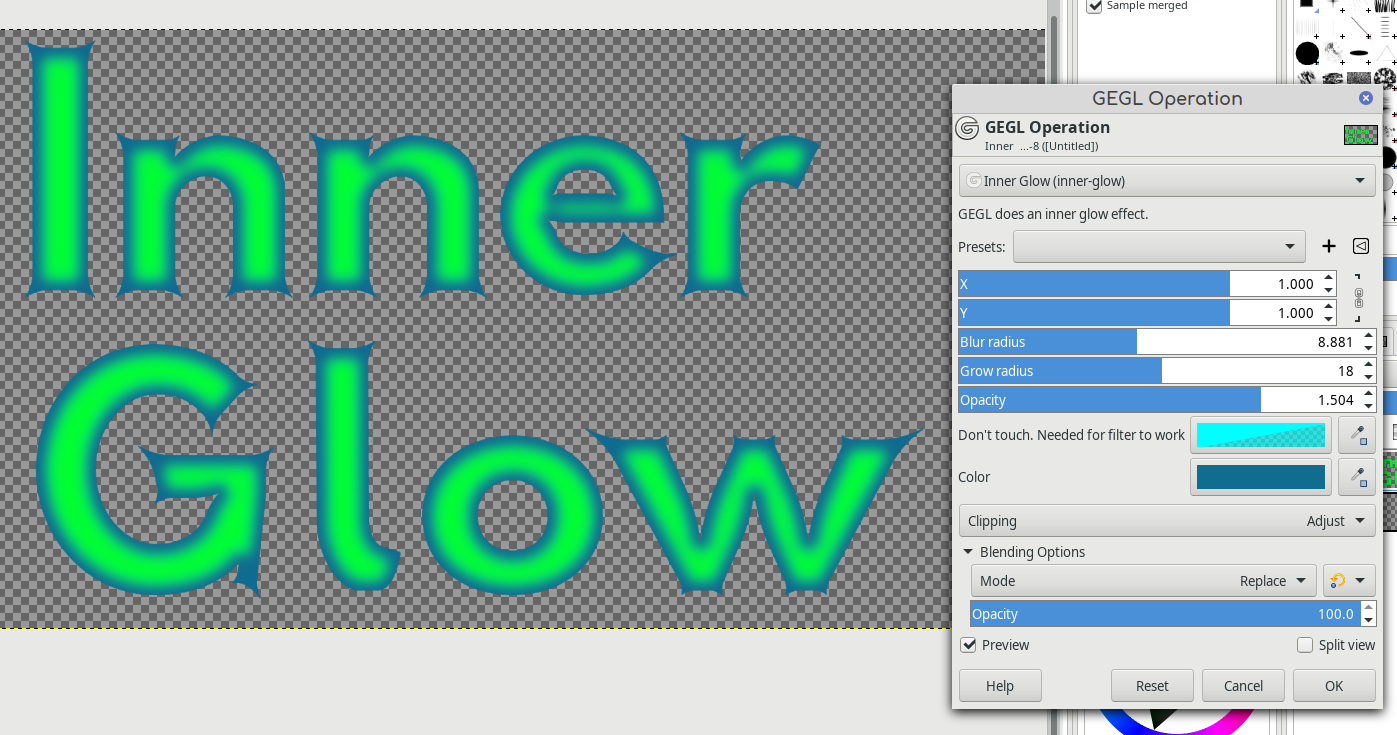 Sample merged
Inner
Glow
GEGL Operation
GEGL Operation
Inner ...-8 ([Untitled])
Inner Glow (inner-glow)
GEGL does an inner glow effect.
Presets:
X 1.000
Y 1.000
Blur radius 8.881
Grow radius 18
Opacity 1.504
Don't touch. Needed for filter to work
Color
Clipping Adjust
Blending Options
Mode Replace
Opacity 100.0
Preview Split view
Help Reset Cancel OK